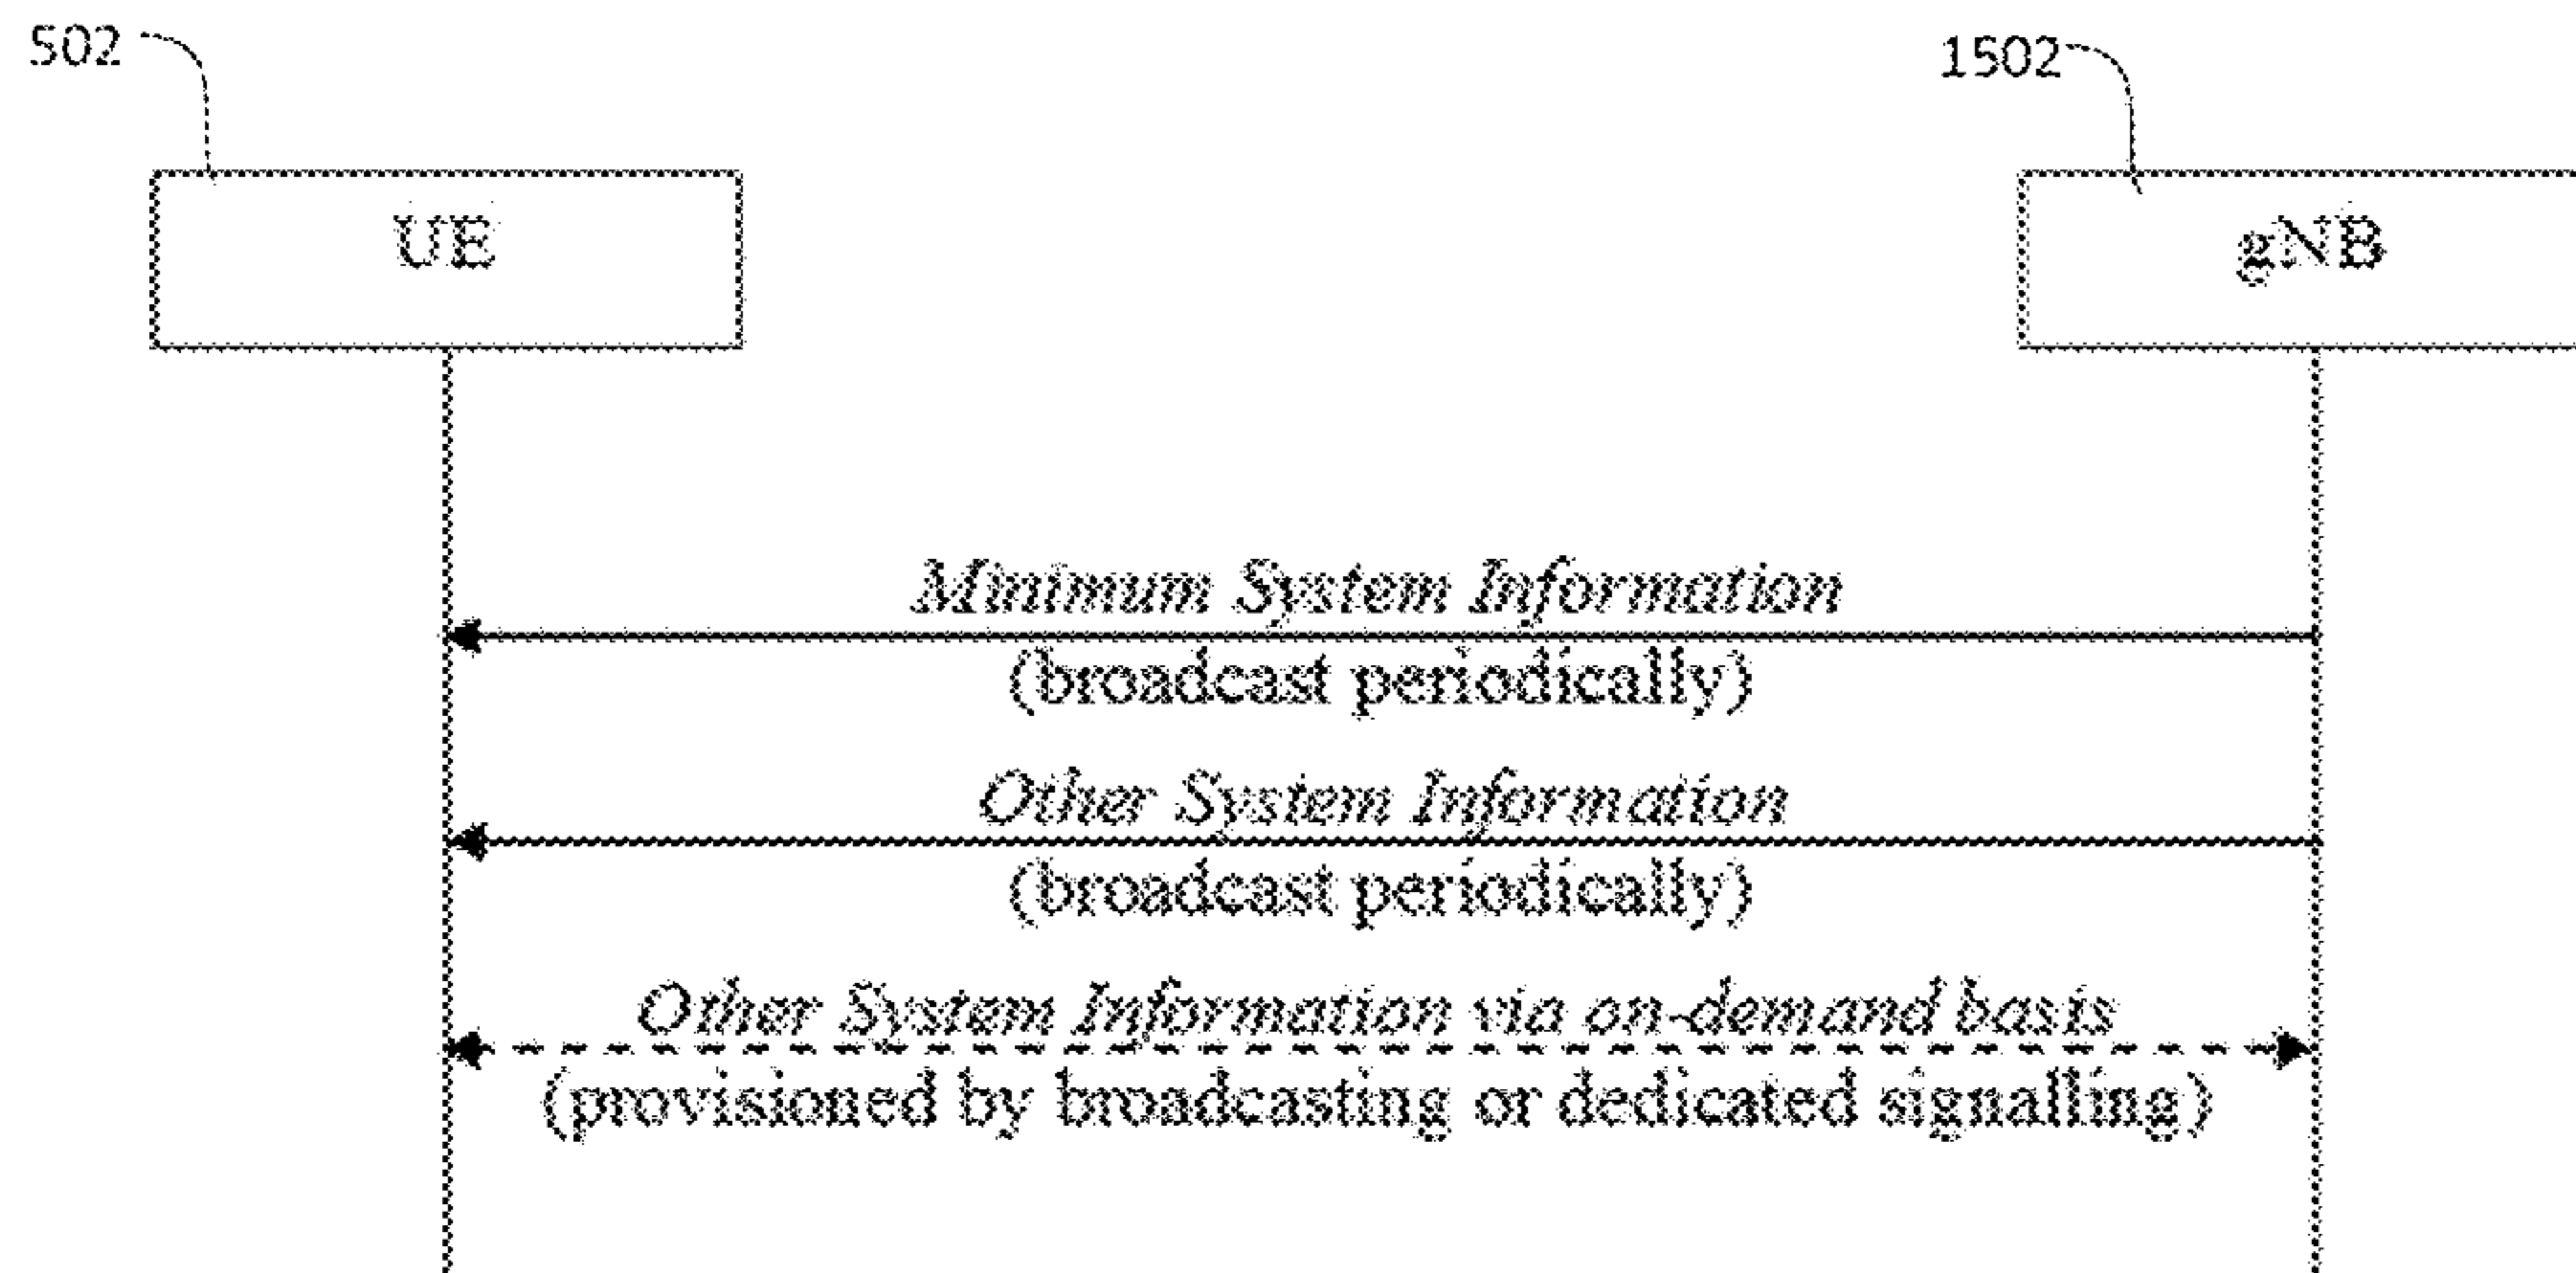 502
1502
UE
gNB
Minimum System Information
(broadcast periodically)
Other System Information
(broadcast periodically)
Other System Information via on-demand basis
(provisioned by broadcasting or dedicated signalling)